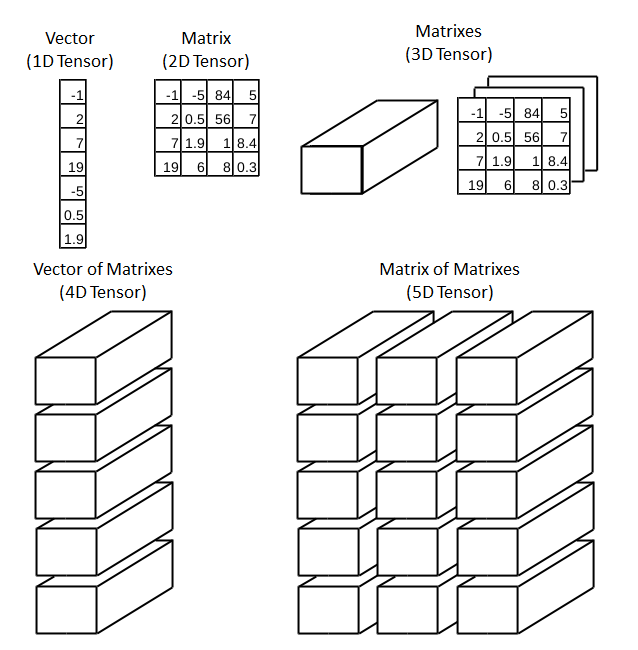 Vector
(1D Tensor)
-1
2
7
19
-5
0.5
1.9
Matrix
(2D Tensor)
-1 -5 84 5
2 0.5 56 7
7 1.9 1 8.4
19 6 8 0.3
Matrixes
(3D Tensor)
-1 -5 84 5
2 0.5 56 7
7 1.9 1 8.4
19 6 8 0.3
Vector of Matrixes
(4D Tensor)
Matrix of Matrixes
(5D Tensor)